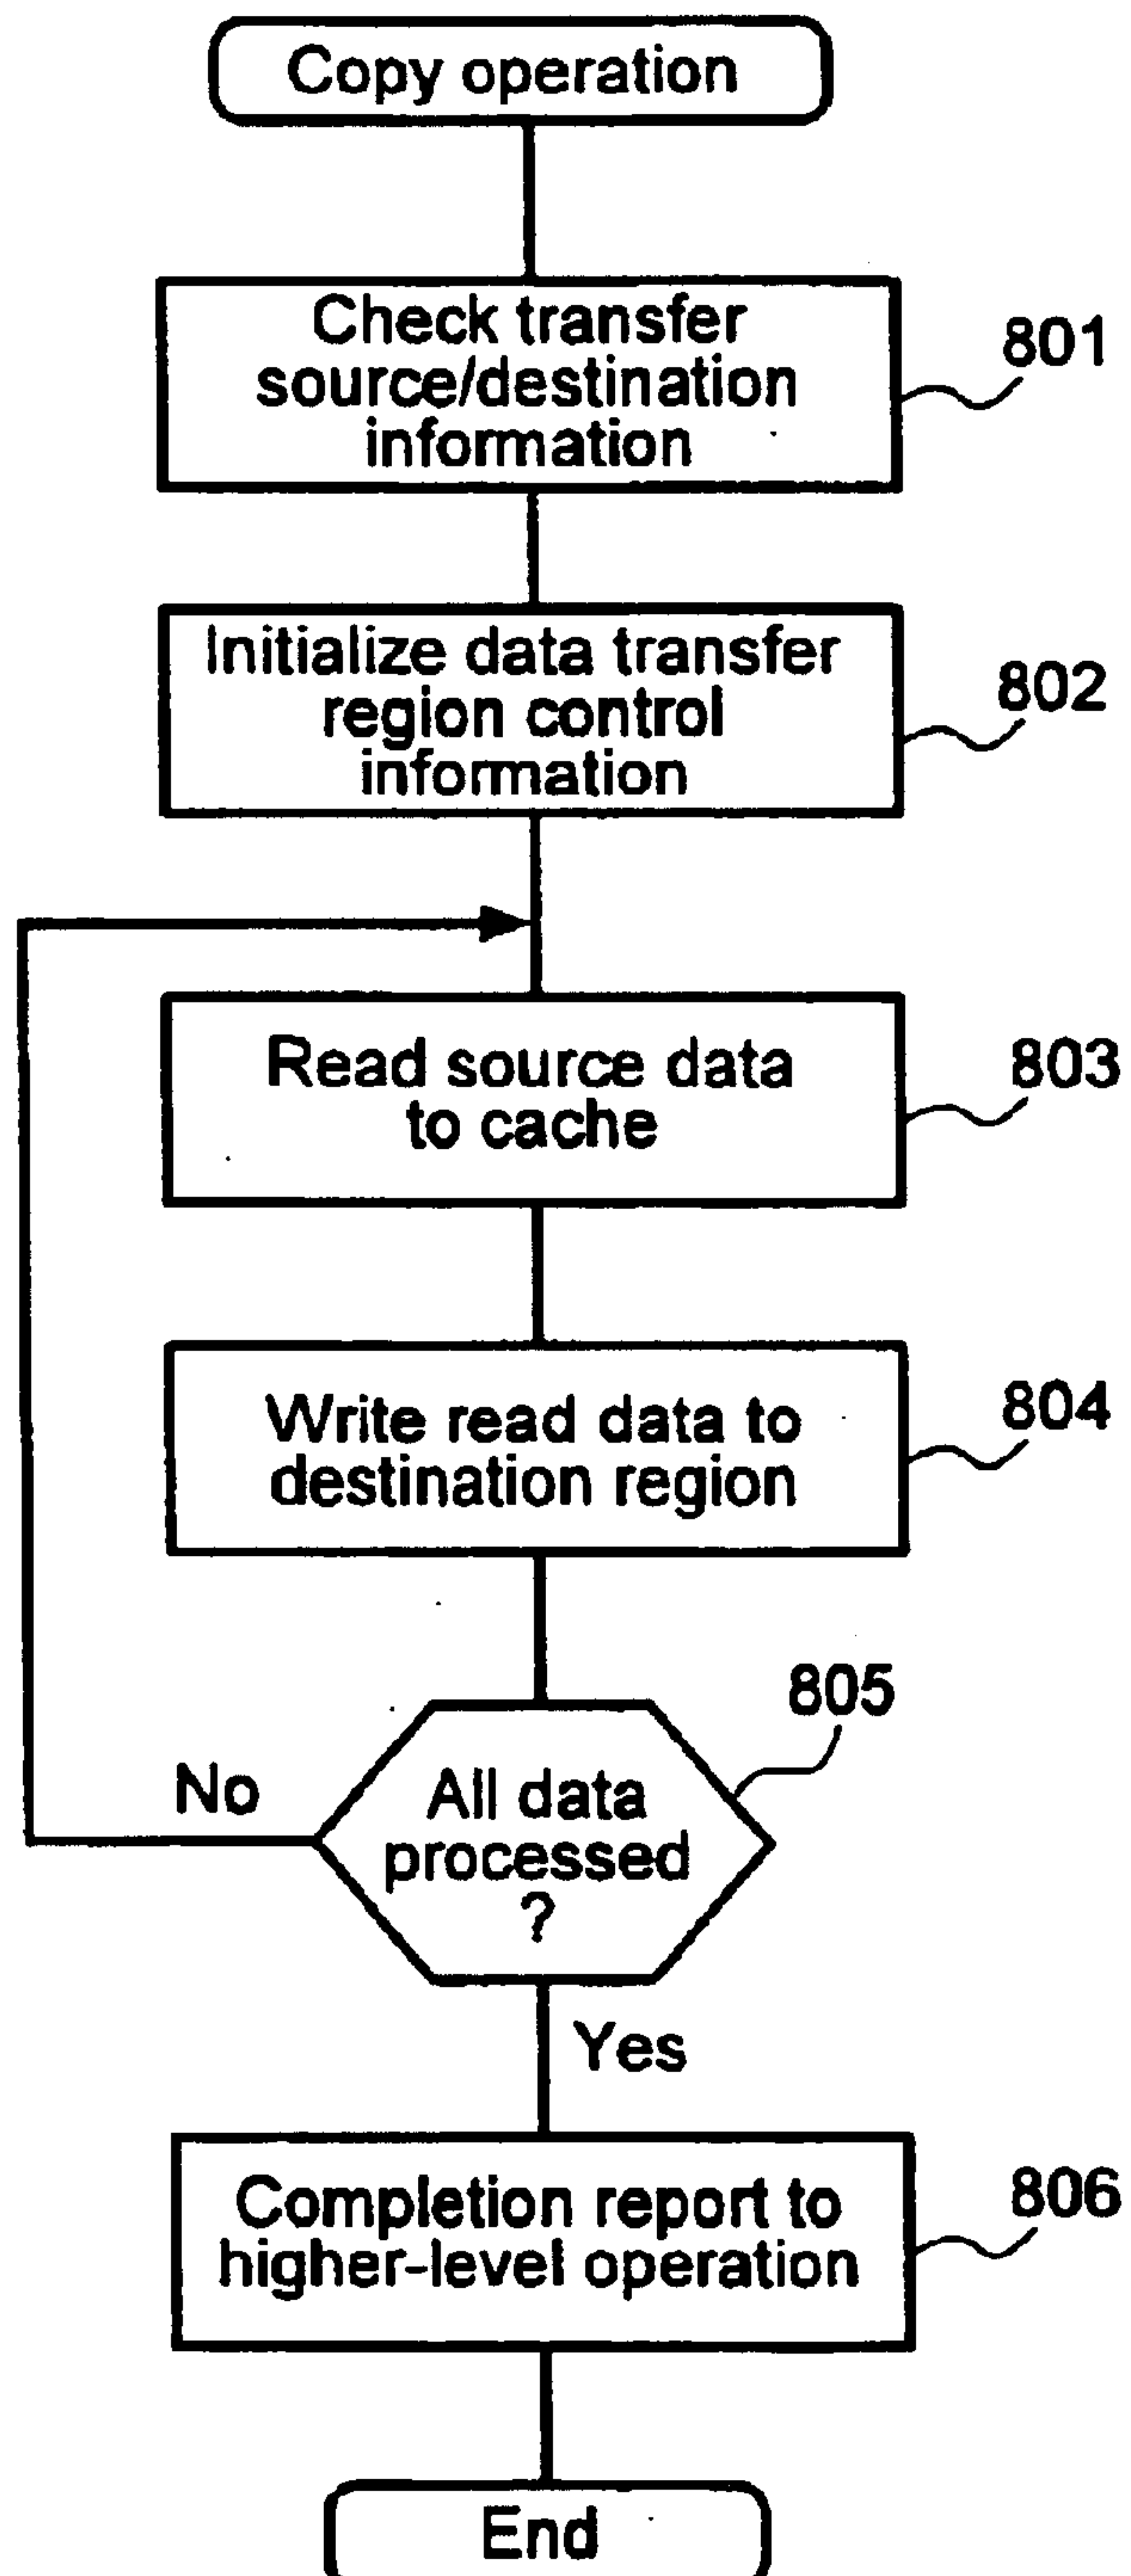 Copy operation
Check transfer
source/destination
information
801
Initialize data transfer
region control
information
802
Read source data
to cache
803
Write read data to
destination region
804
805
No
All data
processed
?
Yes
Completion report to
higher-level operation
806
End